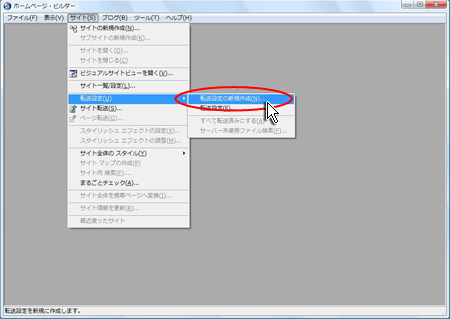 ホームページ・ビルダー
ファイル(F) 表示(V) サイト(S) ブログ(B) ツール(T) ヘルプ(H)
サイトの新規作成(N)...
サブサイトの新規作成(N)...
サイトを開く(O)...
サイトを閉じる(C)...
ビジュアルサイトビューを開く(V)...
サイト一覧/設定(L)...
転送設定(U)
転送設定の新規作成(N)...
サイト転送(S)...
転送設定(E)...
ページ転送(G)...
すべて転送済みにする(A)
スタイリッシュ エフェクトの設定(X)...
サーバー未使用ファイル検索(F)...
スタイリッシュ エフェクトの調整(M)...
サイト全体の スタイル(Y)
サイト マップの作成(P)
サイト内 検索(F)...
まるごとチェック(A)...
サイト全体を携帯ページへ変換(I)...
サイト情報を更新(R)...
最近使ったサイト
転送設定を新規に作成します。